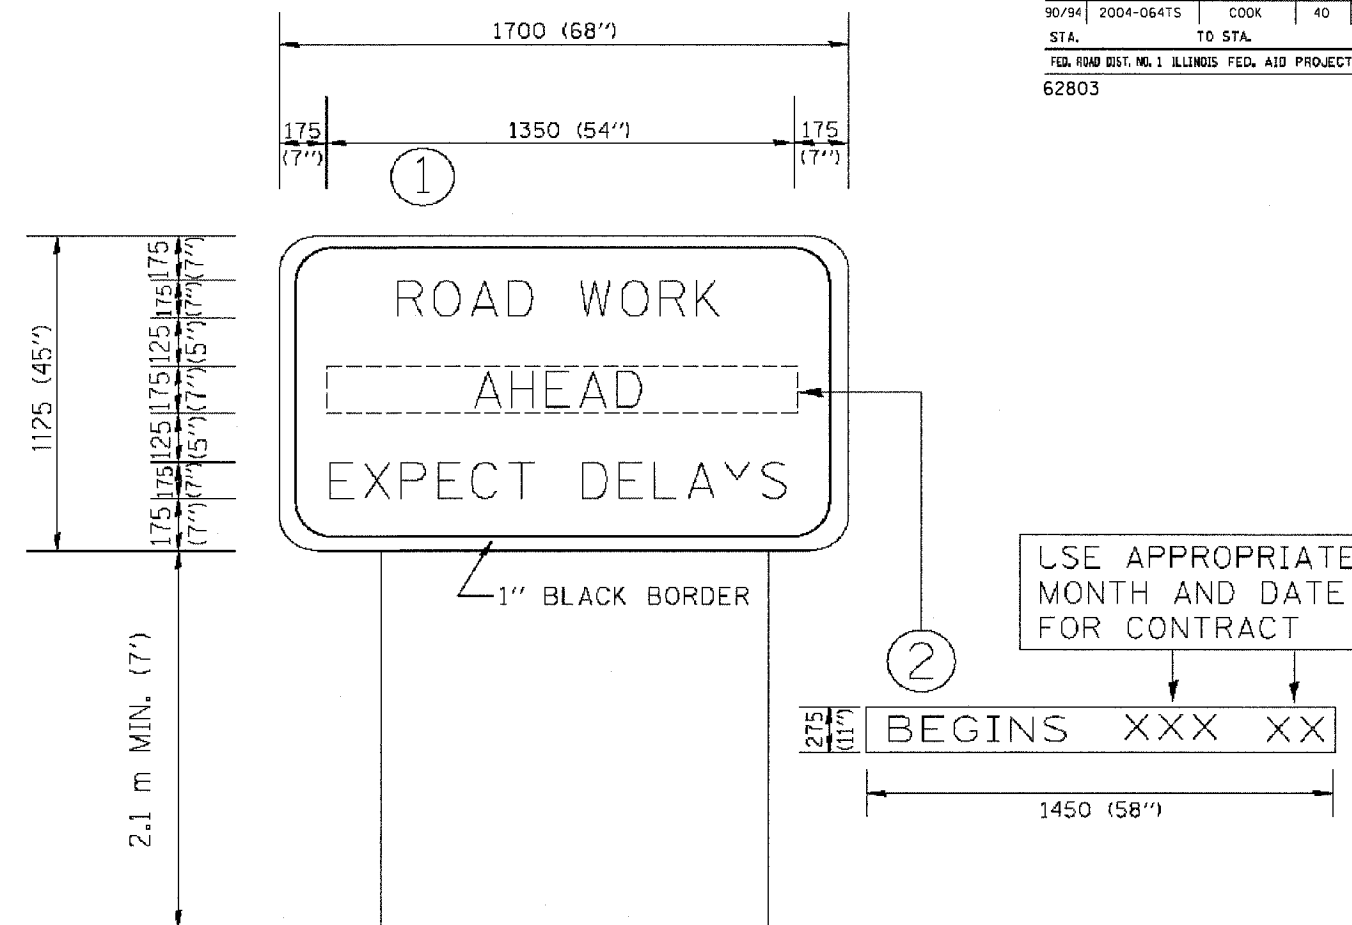 90/94 2004-064TS COOK 40
STA. TO STA.
FED. ROAD DIST. NO. 1 ILLINOIS FED. AID PROJECT
62803
1700 (68")
175 (7")
1350 (54")
175 (7")
1
1125 (45")
175 (7")
175 (7")
125 (5")
175 (7")
125 (5")
175 (7")
175 (7")
ROAD WORK
AHEAD
EXPECT DELAYS
1" BLACK BORDER
2.1 m MIN. (7')
2
USE APPROPRIATE
MONTH AND DATE
FOR CONTRACT
275 (11")
BEGINS XXX XX
1450 (58")